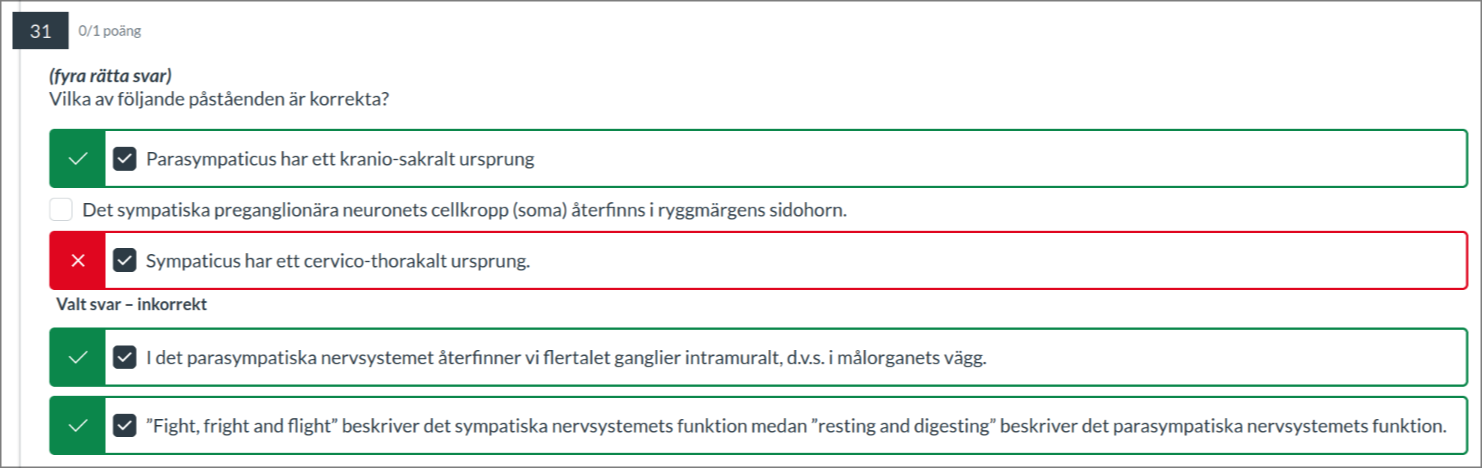 31 0/1 poäng
(fyra rätta svar)
Vilka av följande påståenden är korrekta?
Parasympaticus har ett kranio-sakralt ursprung
Det sympatiska preganglionära neuronets cellkropp (soma) återfinns i ryggmärgens sidohorn.
Sympaticus har ett cervico-thorakalt ursprung.
Valt svar – inkorrekt
I det parasympatiska nervsystemet återfinner vi flertalet ganglier intramuralt, d.v.s. i målorganets vägg.
”Fight, fright and flight” beskriver det sympatiska nervsystemets funktion medan ”resting and digesting” beskriver det parasympatiska nervsystemets funktion.